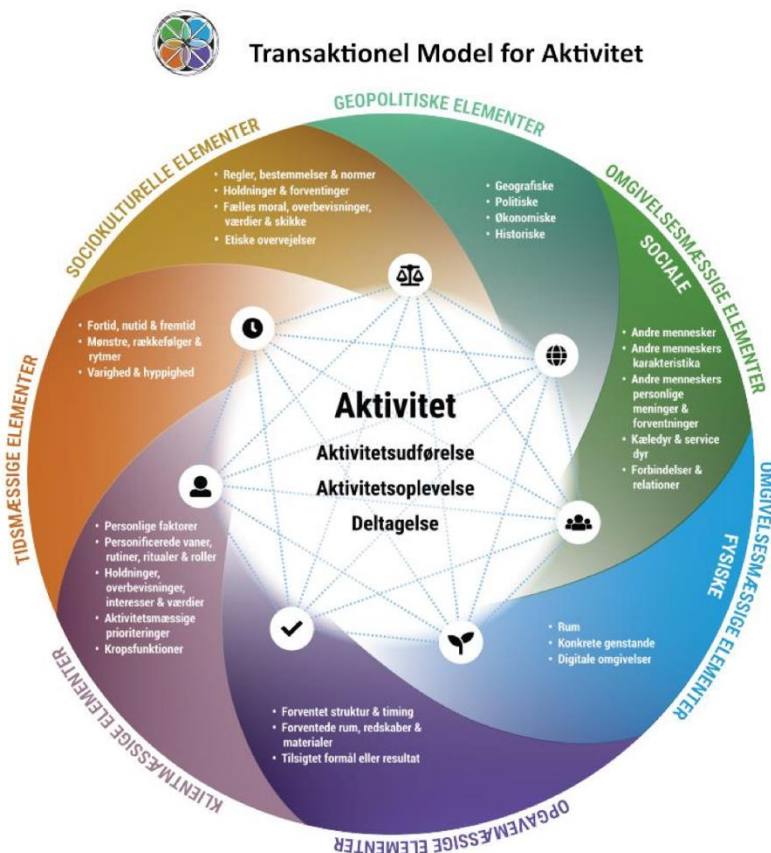 Transaktionel Model for Aktivitet
GEOPOLITISKE ELEMENTER
• Geografiske
• Politiske
• Økonomiske
• Historiske
OMGIVELSESMÆSSIGE ELEMENTER
SOCIALE
• Andre mennesker
• Andre menneskers
karakteristika
• Andre menneskers
personlige
meninger &
forventninger
• Kæledyr & service
dyr
• Forbindelser &
relationer
OMGIVELSESMÆSSIGE ELEMENTER
FYSISKE
• Rum
• Konkrete genstande
• Digitale omgivelser
OPGAVEMÆSSIGE ELEMENTER
• Forventet struktur & timing
• Forventede rum, redskaber &
materialer
• Tilsigtet formål eller resultat
KLIENTMÆSSIGE ELEMENTER
• Personlige faktorer
• Personificerede vaner,
rutiner, ritualer & roller
• Holdninger,
overbevisninger,
interesser & værdier
• Aktivitetsmæssige
prioriteringer
• Kropsfunktioner
TIDSMÆSSIGE ELEMENTER
• Fortid, nutid & fremtid
• Mønstre, rækkefølger &
rytmer
• Varighed & hyppighed
SOCIOKULTURELLE ELEMENTER
• Regler, bestemmelser & normer
• Holdninger & forventinger
• Fælles moral, overbevisninger,
værdier & skikke
• Etiske overvejelser
Aktivitet
Aktivitetsudførelse
Aktivitetsoplevelse
Deltagelse